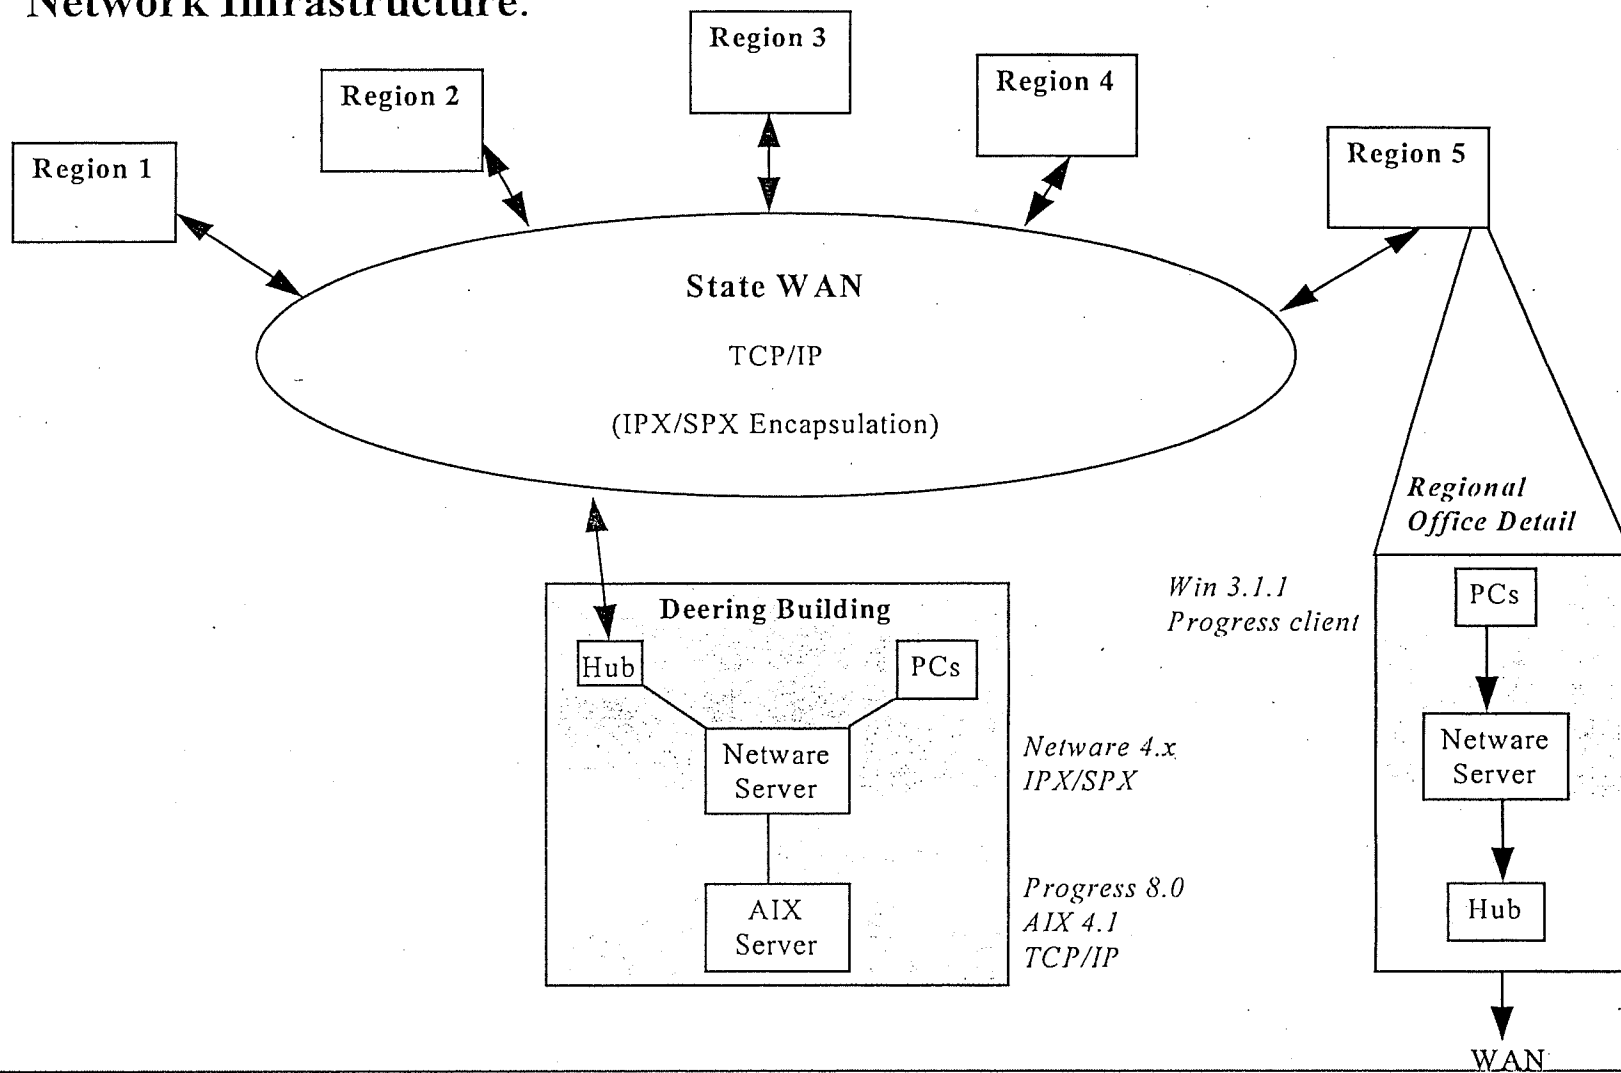 Network Infrastructure.
Region 1
Region 2
Region 3
Region 4
Region 5
State WAN
TCP/IP
(IPX/SPX Encapsulation)
Regional
Office Detail
Deering Building
Hub
PCs
Netware
Server
AIX
Server
Netware 4.x
IPX/SPX
Progress 8.0
AIX 4.1
TCP/IP
Win 3.1.1
Progress client
PCs
Netware
Server
Hub
WAN